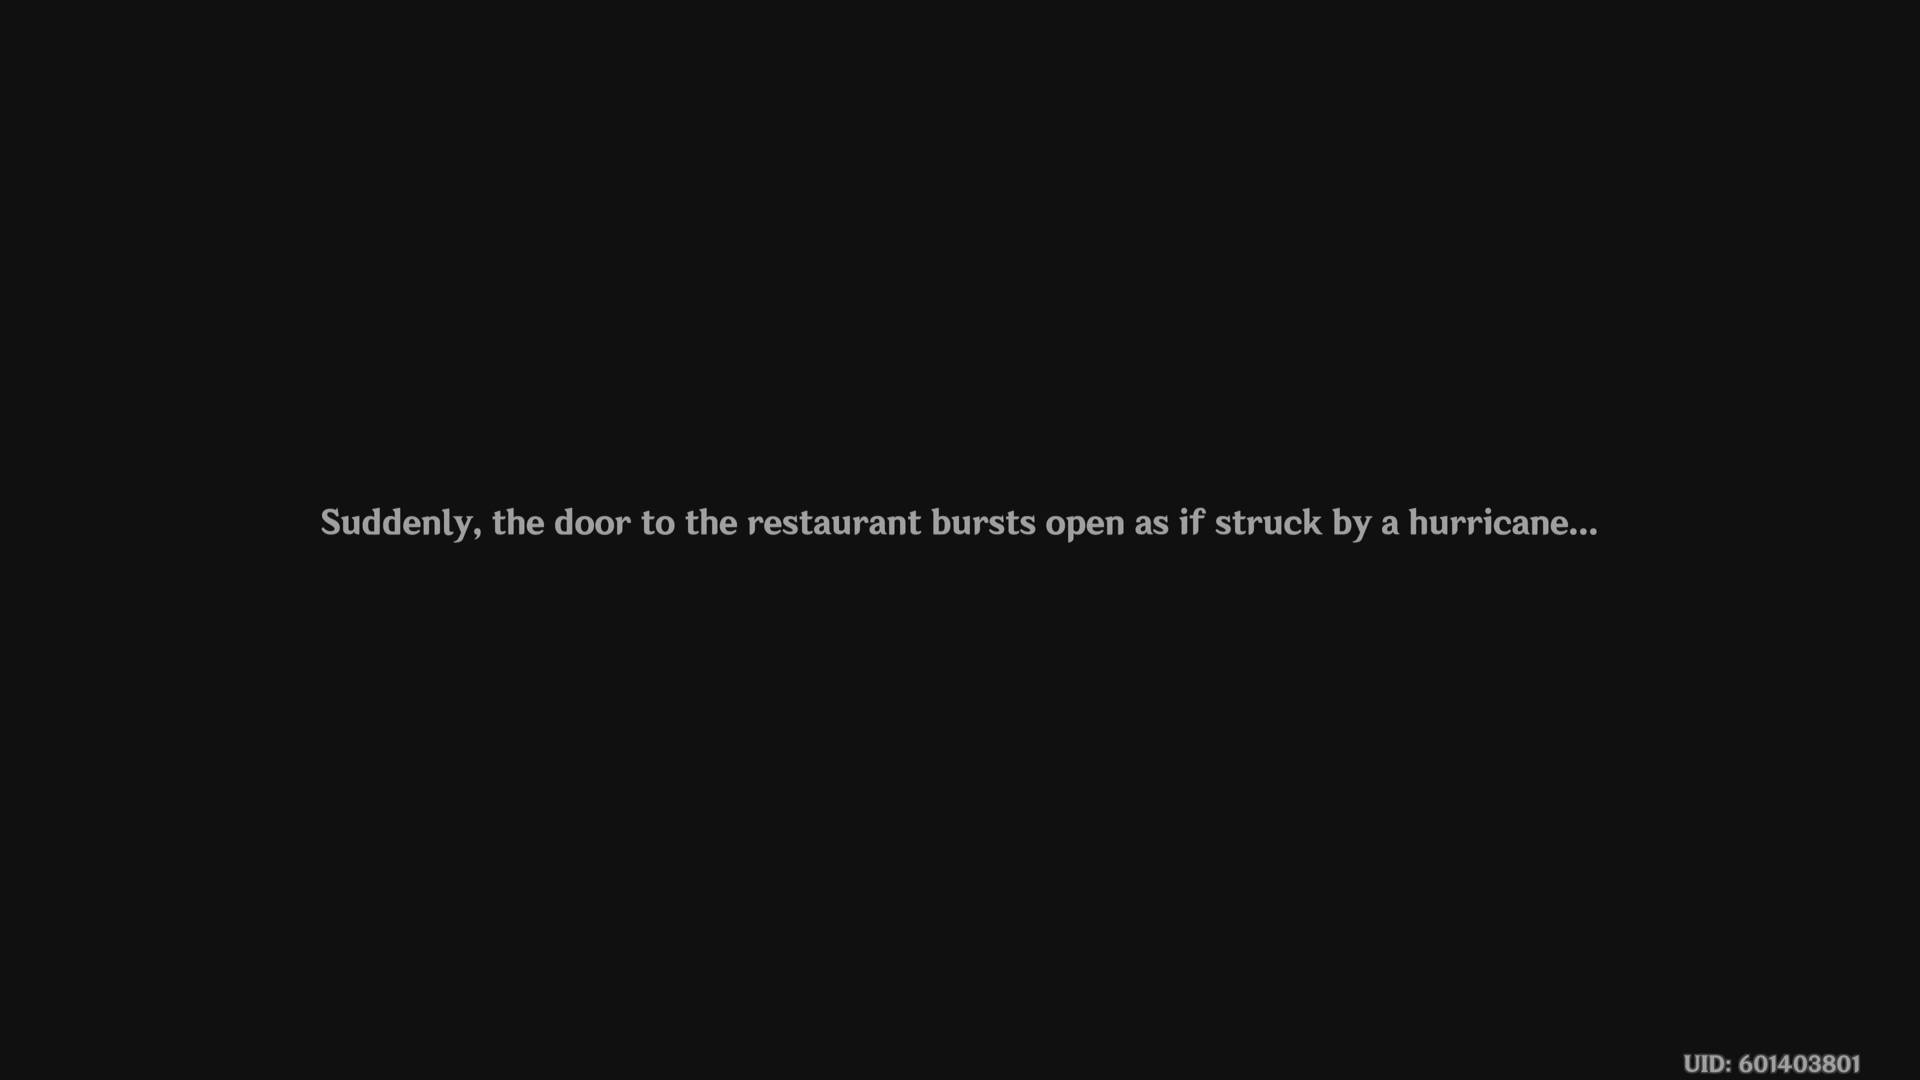 Suddenly, the door to the restaurant bursts open as if struck by a hurricane...
UID: 601403801